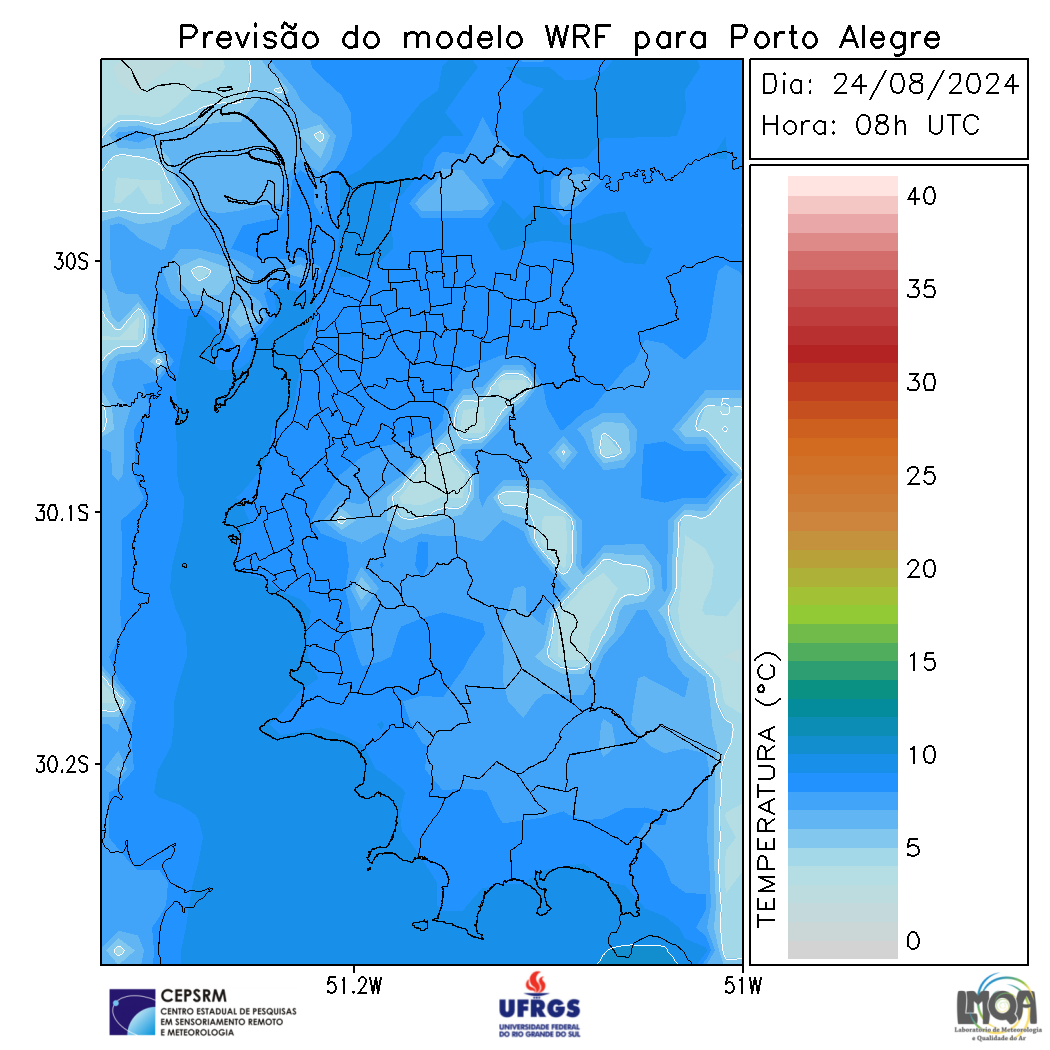 Previsão do modelo WRF para Porto Alegre
Dia: 24/08/2024
Hora: 08h UTC
40
35
30
25
20
15
10
5
0
TEMPERATURA (°C)
5
30S
30.1S
30.2S
51.2W
51W
CEPSRM
CENTRO ESTADUAL DE PESQUISAS
EM SENSORIAMENTO REMOTO
E METEOROLOGIA
UFRGS
UNIVERSIDADE FEDERAL
DO RIO GRANDE DO SUL
LMQA
Laboratório de Meteorologia
e Qualidade do Ar